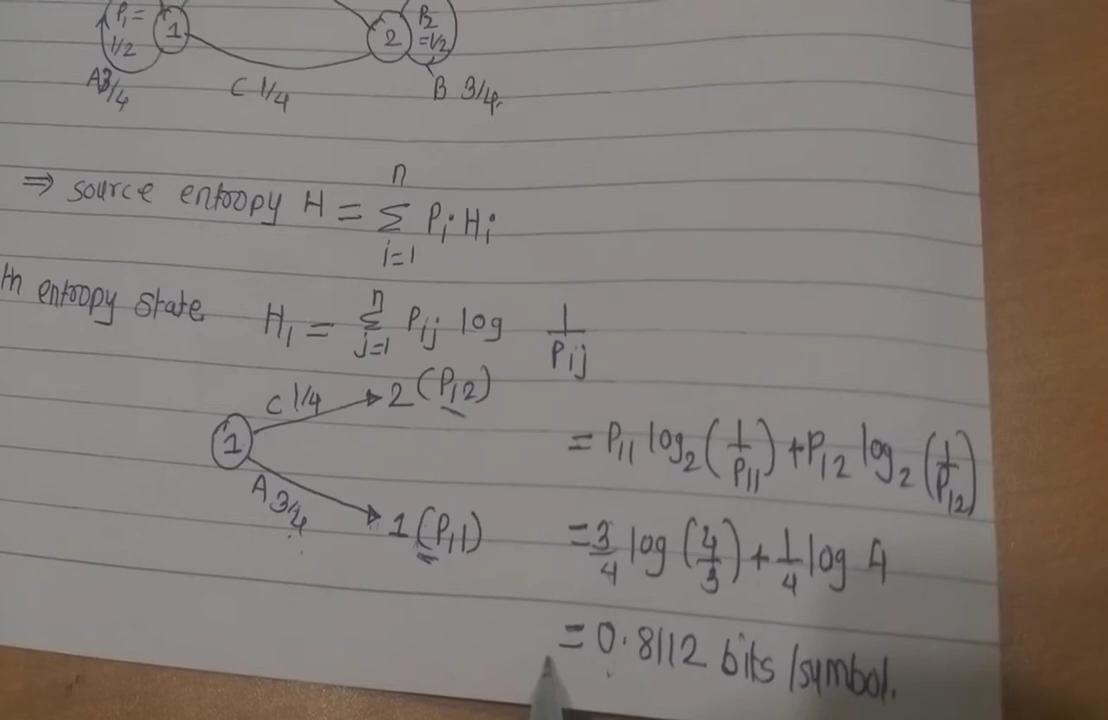 P₁ =
1/2
1
2
P₂
=1/2
A3/4
C 1/4
B 3/4
⇒ source entropy H = Σ_{i=1}^{n} Pᵢ Hᵢ
th entropy state H₁ = Σ_{j=1}^{n} Pᵢⱼ log 1/Pᵢⱼ
C 1/4 2 (P₁₂)
1
A 3/4 1 (P₁₁)
= P₁₁ log₂ (1/P₁₁) + P₁₂ log₂ (1/P₁₂)
= 3/4 log (4/3) + 1/4 log 4
= 0.8112 bits /symbol.